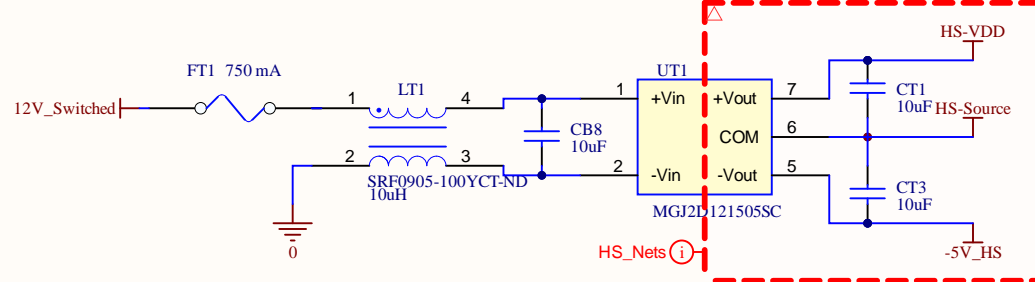 HS-VDD
FT1 750 mA
UT1
12V_Switched
1
LT1
4
1
+Vin
+Vout
7
CT1
10uF
HS-Source
CB8
10uF
COM
6
2
3
2
-Vin
-Vout
5
CT3
10uF
SRF0905-100YCT-ND
10uH
MGJ2D121505SC
0
HS_Nets
i
-5V_HS